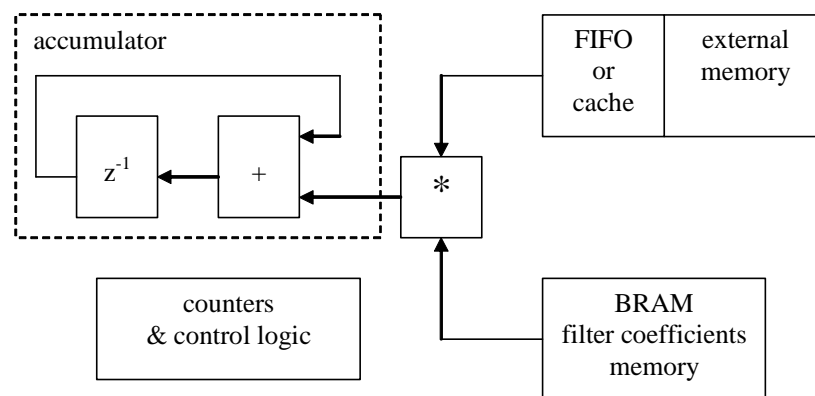 accumulator
FIFO
or
cache
external
memory
z⁻¹
+
*
counters
& control logic
BRAM
filter coefficients
memory